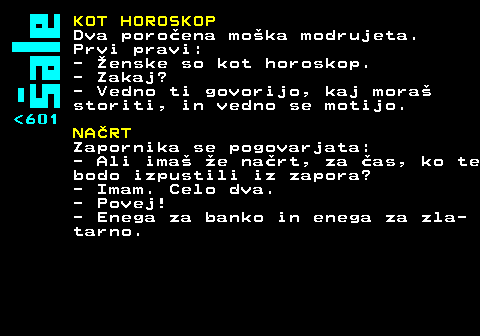 Šale
<601
KOT HOROSKOP
Dva poročena moška modrujeta.
Prvi pravi:
- Ženske so kot horoskop.
- Zakaj?
- Vedno ti govorijo, kaj moraš
storiti, in vedno se motijo.
NAČRT
Zapornika se pogovarjata:
- Ali imaš že načrt, za čas, ko te
bodo izpustili iz zapora?
- Imam. Celo dva.
- Povej!
- Enega za banko in enega za zla-
tarno.